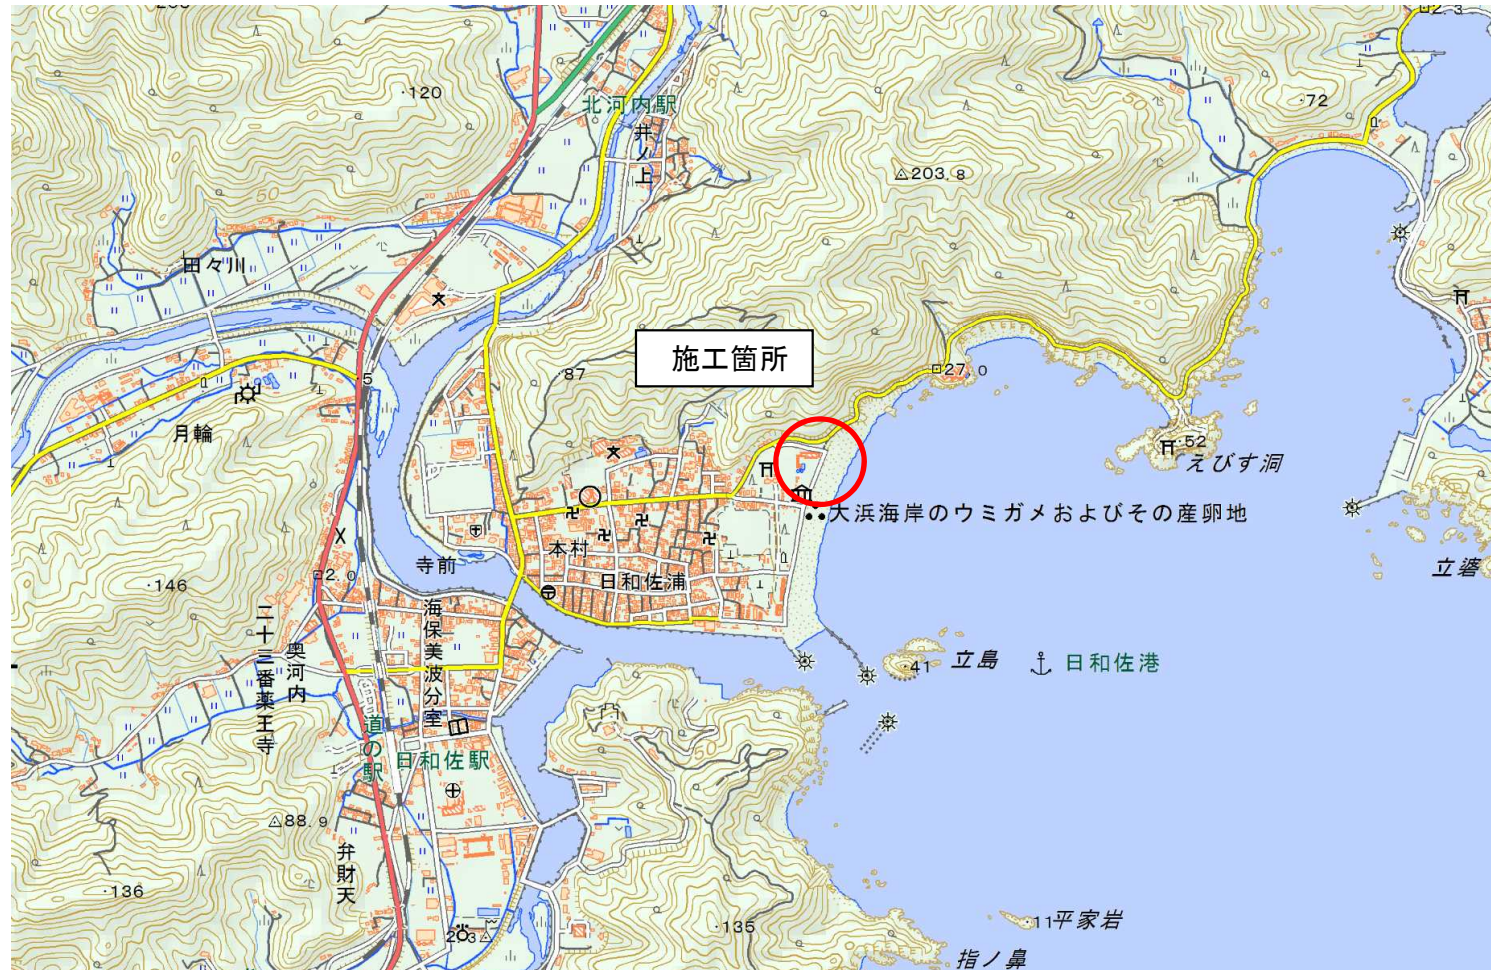 2.3
・120
北河内駅
・72
井ノ上
203.8
田々川
施工箇所
27.0
・87
5
月輪
・52
えびす洞
大浜海岸のウミガメおよびその産卵地
本村
寺前
日和佐浦
立碆
・146
2.0
海保美波分室
二十三番薬王寺
奥河内
・41
立島
日和佐港
道の駅
日和佐駅
88.9
弁財天
・136
・135
・11
平家岩
指ノ鼻